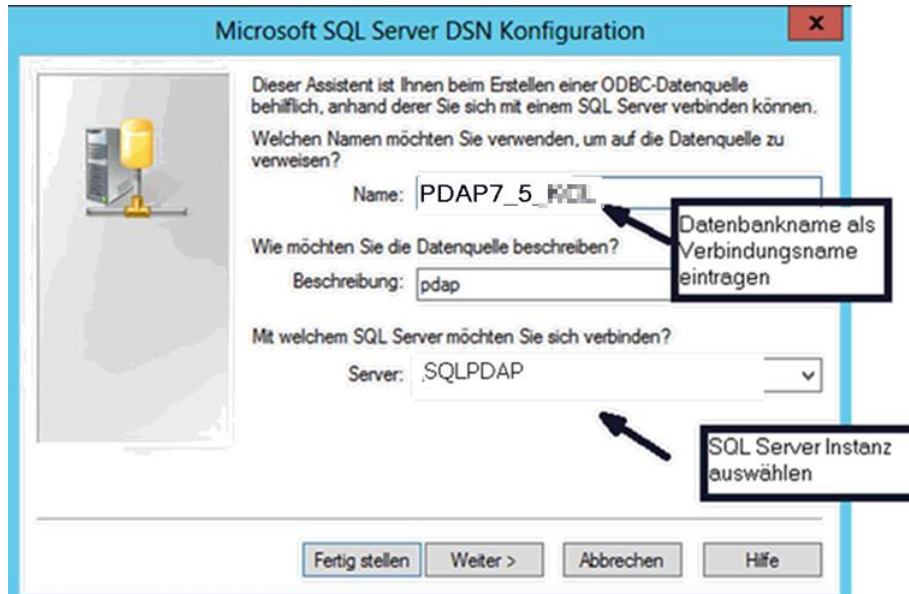 Microsoft SQL Server DSN Konfiguration
x
Dieser Assistent ist Ihnen beim Erstellen einer ODBC-Datenquelle
behilflich, anhand derer Sie sich mit einem SQL Server verbinden können.
Welchen Namen möchten Sie verwenden, um auf die Datenquelle zu
verweisen?
Name: PDAP7_5_
Datenbankname als
Verbindungsname
eintragen
Wie möchten Sie die Datenquelle beschreiben?
Beschreibung: pdap
Mit welchem SQL Server möchten Sie sich verbinden?
Server: .SQLPDAP
SQL Server Instanz
auswählen
Fertig stellen Weiter > Abbrechen Hilfe